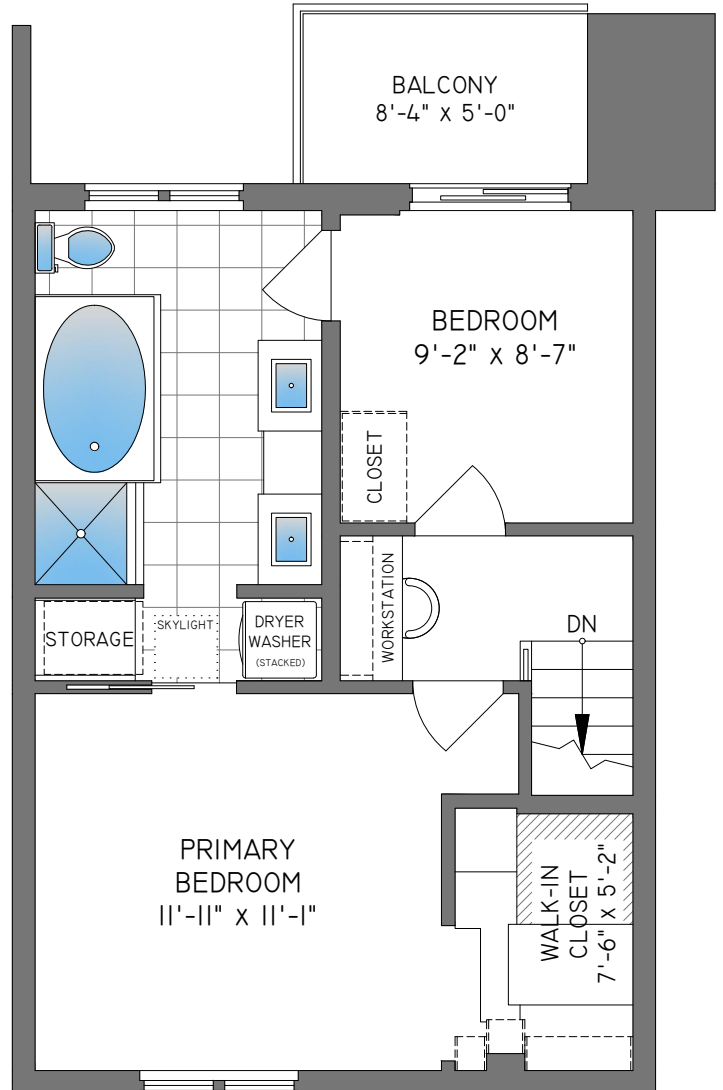 BALCONY
8'-4" X 5'-0"
BEDROOM
9'-2" X 8'-7"
CLOSET
WORKSTATION
DN
STORAGE
SKYLIGHT
DRYER
WASHER
(STACKED)
PRIMARY
BEDROOM
11'-11" X 11'-1"
WALK-IN
CLOSET
7'-6" X 5'-2"